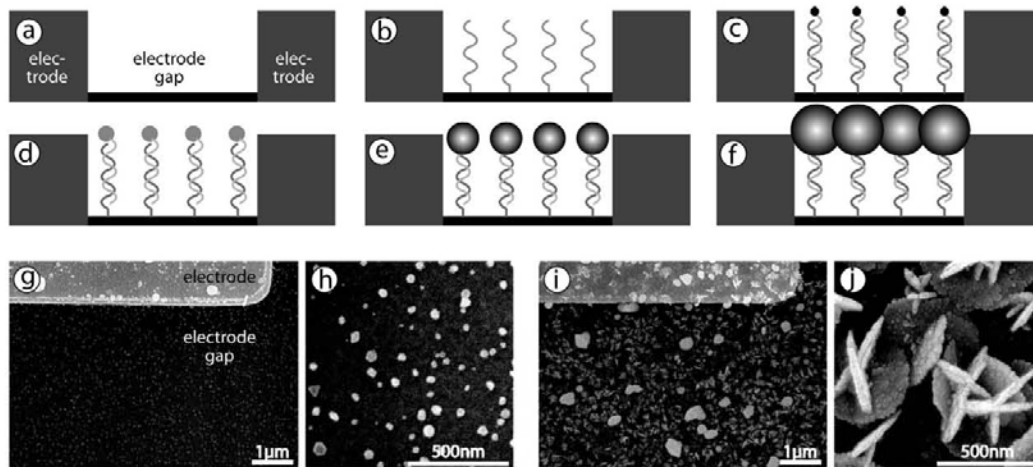 a
elec-
trode
electrode
gap
elec-
trode
b
c
d
e
f
g
electrode
electrode
gap
1µm
h
500nm
i
1µm
j
500nm